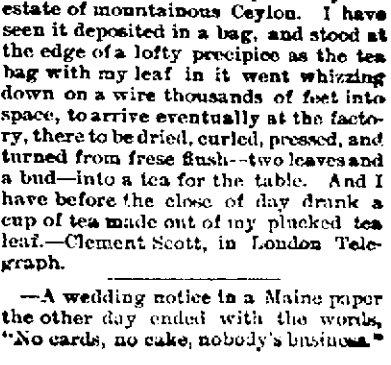 estate of mountainous Ceylon. I have
seen it deposited in a bag, and stood at
the edge of a lofty precipice as the tea
bag with my leaf in it went whizzing
down on a wire thousands of feet into
space, to arrive eventually at the facto-
ry, there to be dried, curled, pressed, and
turned from frese flush--two leaves and
a bud—into a tea for the table. And I
have before the close of day drank a
cup of tea made out of my plucked tea
leaf.—Clement Scott, in London Tele-
graph.
—A wedding notice in a Maine paper
the other day ended with the words,
"No cards, no cake, nobody's business."